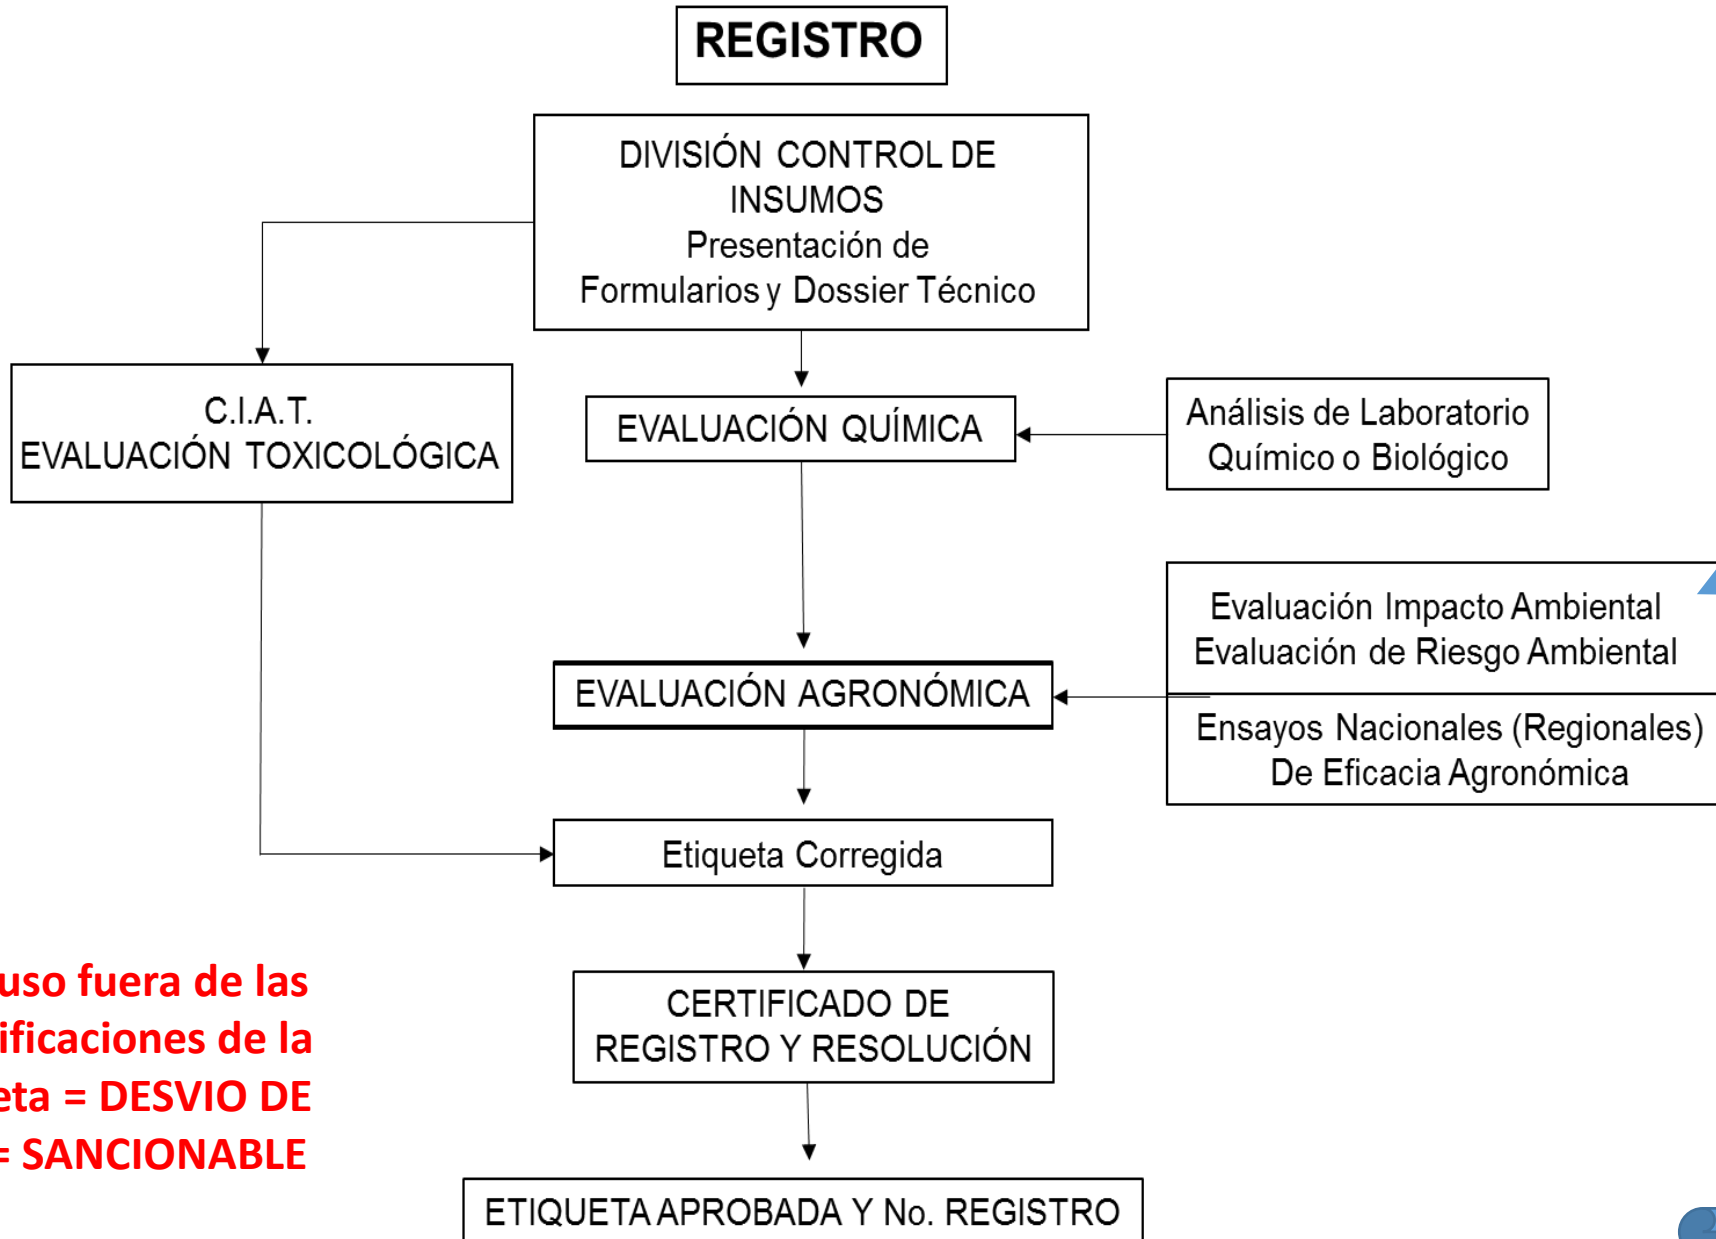 REGISTRO
DIVISIÓN CONTROL DE
INSUMOS
Presentación de
Formularios y Dossier Técnico
C.I.A.T.
EVALUACIÓN TOXICOLÓGICA
EVALUACIÓN QUÍMICA
Análisis de Laboratorio
Químico o Biológico
Evaluación Impacto Ambiental
Evaluación de Riesgo Ambiental
EVALUACIÓN AGRONÓMICA
Ensayos Nacionales (Regionales)
De Eficacia Agronómica
Etiqueta Corregida
uso fuera de las
ificaciones de la
eta = DESVIO DE
= SANCIONABLE
CERTIFICADO DE
REGISTRO Y RESOLUCIÓN
ETIQUETA APROBADA Y No. REGISTRO